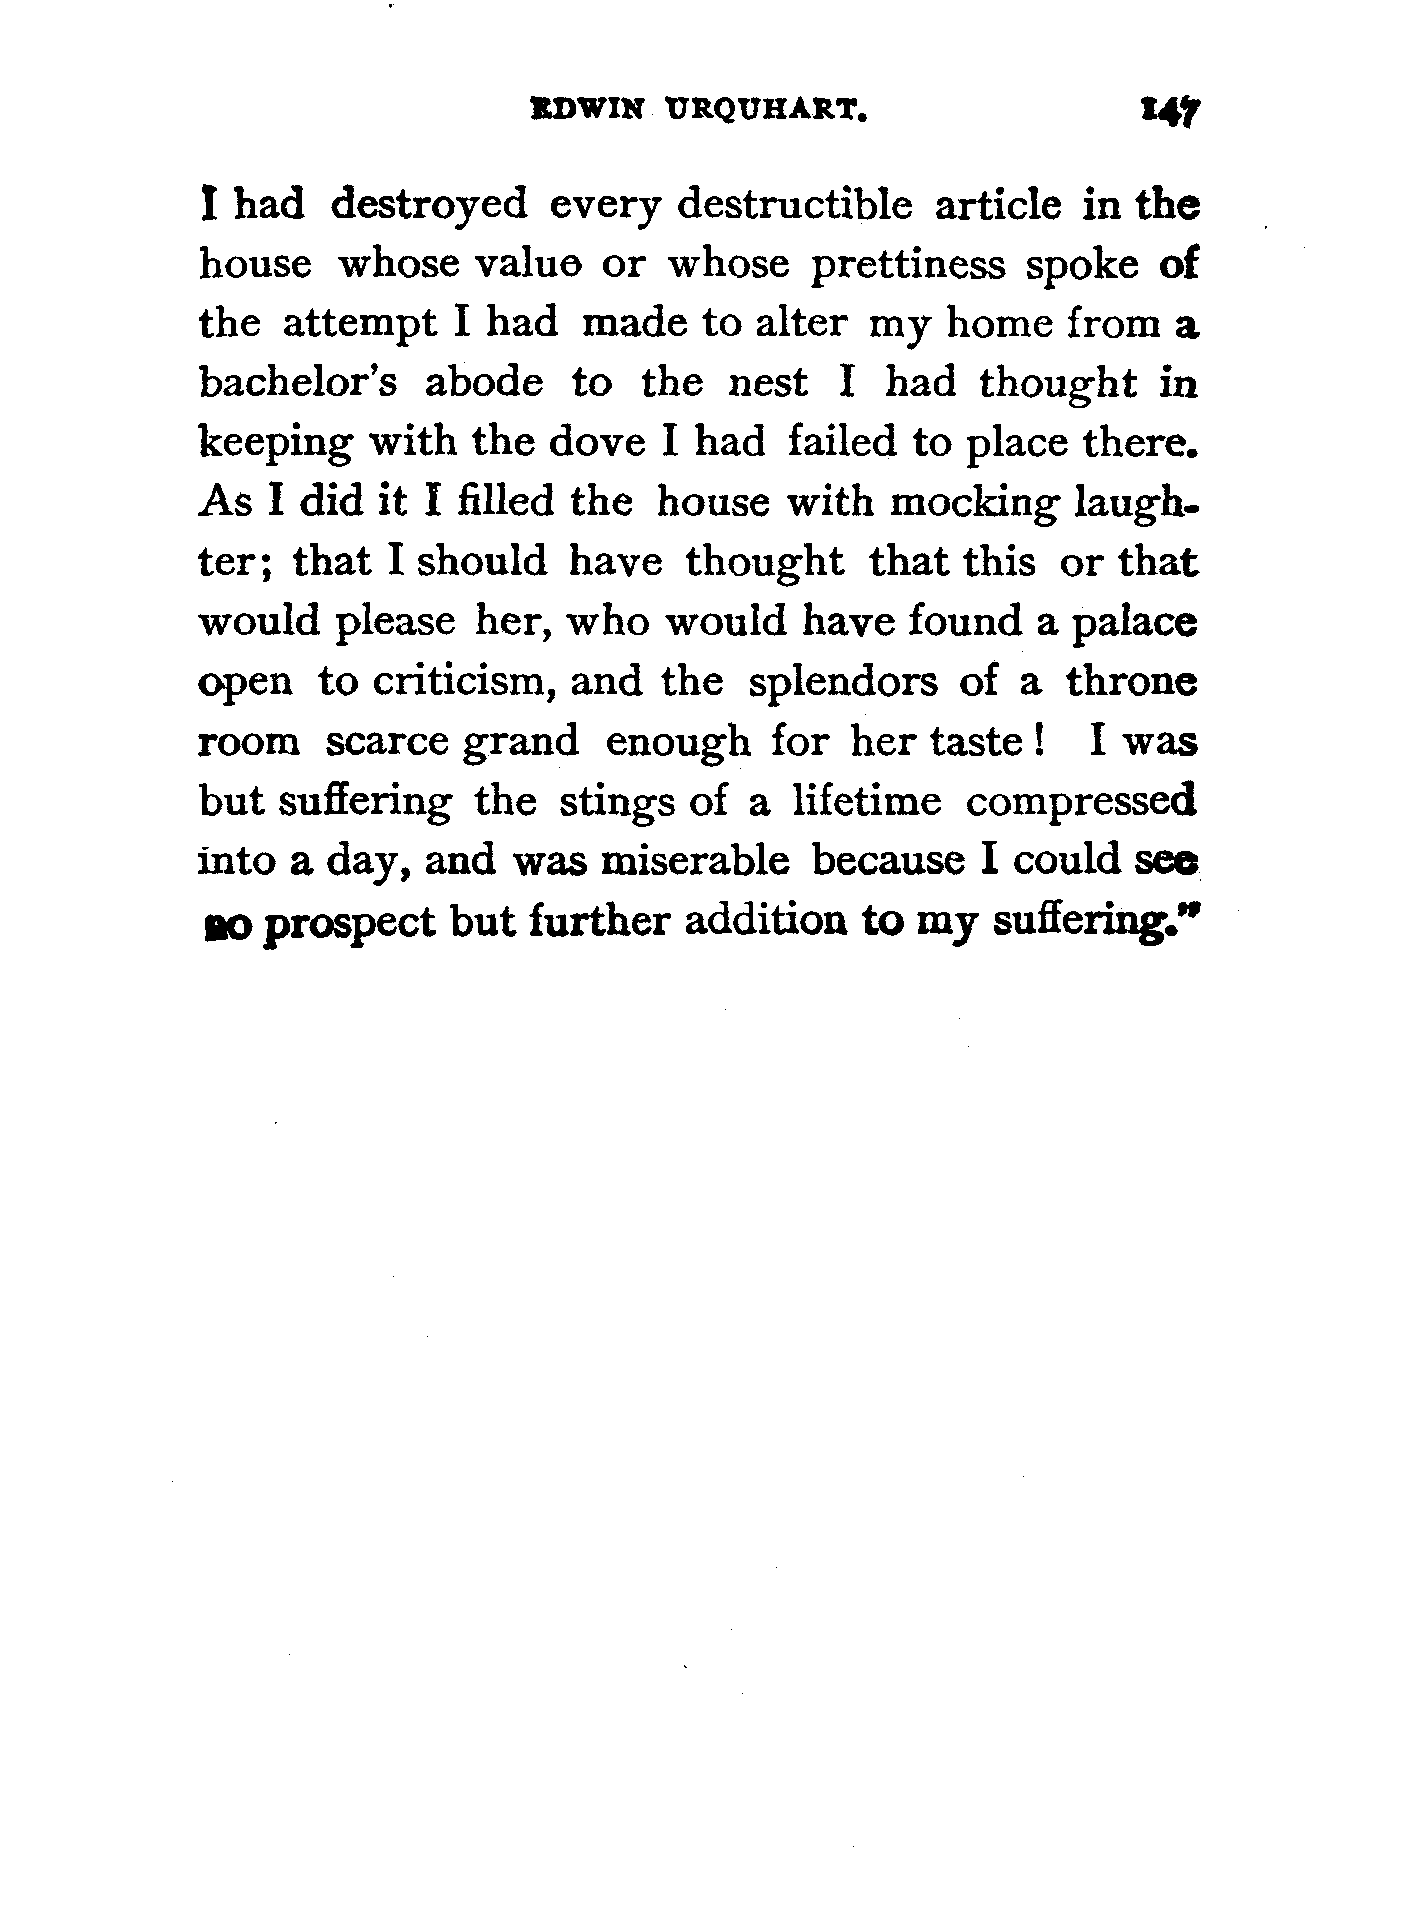 EDWIN URQUHART. 147
I had destroyed every destructible article in the
house whose value or whose prettiness spoke of
the attempt I had made to alter my home from a
bachelor's abode to the nest I had thought in
keeping with the dove I had failed to place there.
As I did it I filled the house with mocking laugh-
ter; that I should have thought that this or that
would please her, who would have found a palace
open to criticism, and the splendors of a throne
room scarce grand enough for her taste! I was
but suffering the stings of a lifetime compressed
into a day, and was miserable because I could see
no prospect but further addition to my suffering."